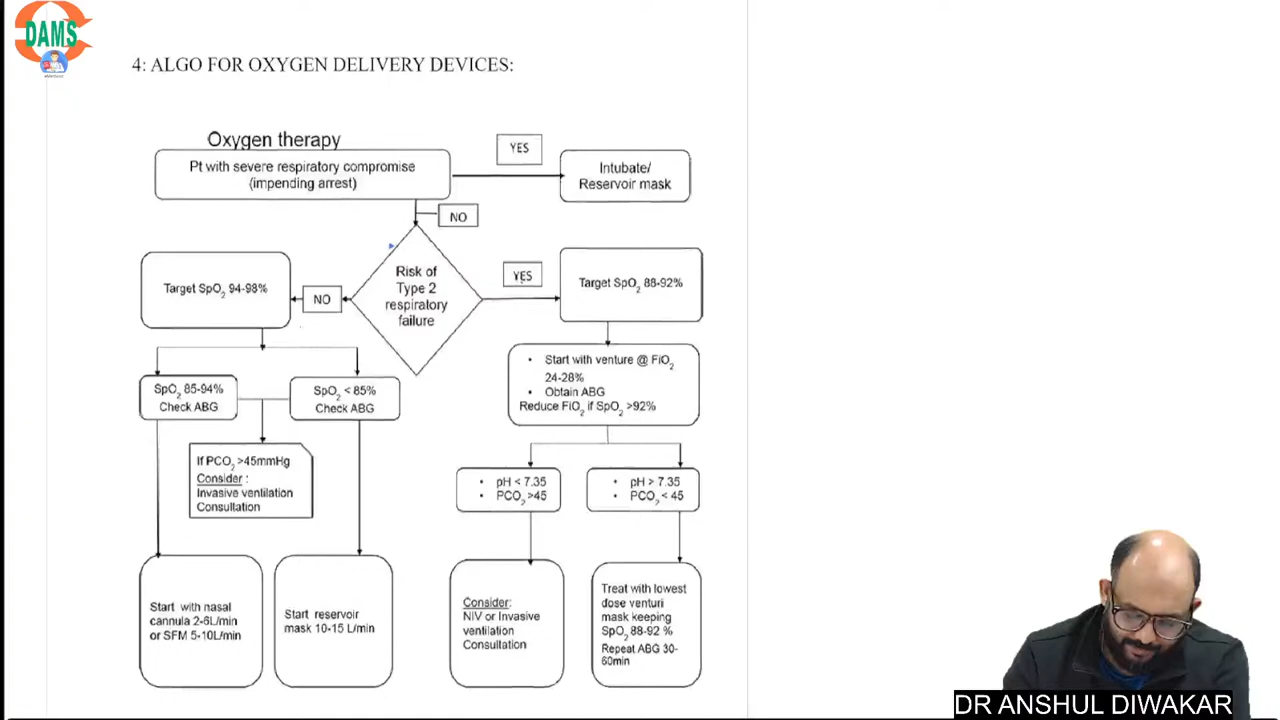 DAMS
4: ALGO FOR OXYGEN DELIVERY DEVICES:
Oxygen therapy
Pt with severe respiratory compromise
(impending arrest)
YES
Intubate/
Reservoir mask
NO
Risk of
Type 2
respiratory
failure
NO
Target SpO₂ 94-98%
YES
Target SpO₂ 88-92%
SpO₂ 85-94%
Check ABG
SpO₂ < 85%
Check ABG
If PCO₂ >45mmHg
Consider :
Invasive ventilation
Consultation
• Start with venture @ FiO₂
24-28%
• Obtain ABG
Reduce FiO₂ if SpO₂ >92%
• pH < 7.35
• PCO₂ >45
• pH > 7.35
• PCO₂ < 45
Start with nasal
cannula 2-6L/min
or SFM 5-10L/min
Start reservoir
mask 10-15 L/min
Consider:
NIV or Invasive
ventilation
Consultation
Treat with lowest
dose venturi
mask keeping
SpO₂ 88-92 %
Repeat ABG 30-
60min
DR ANSHUL DIWAKAR